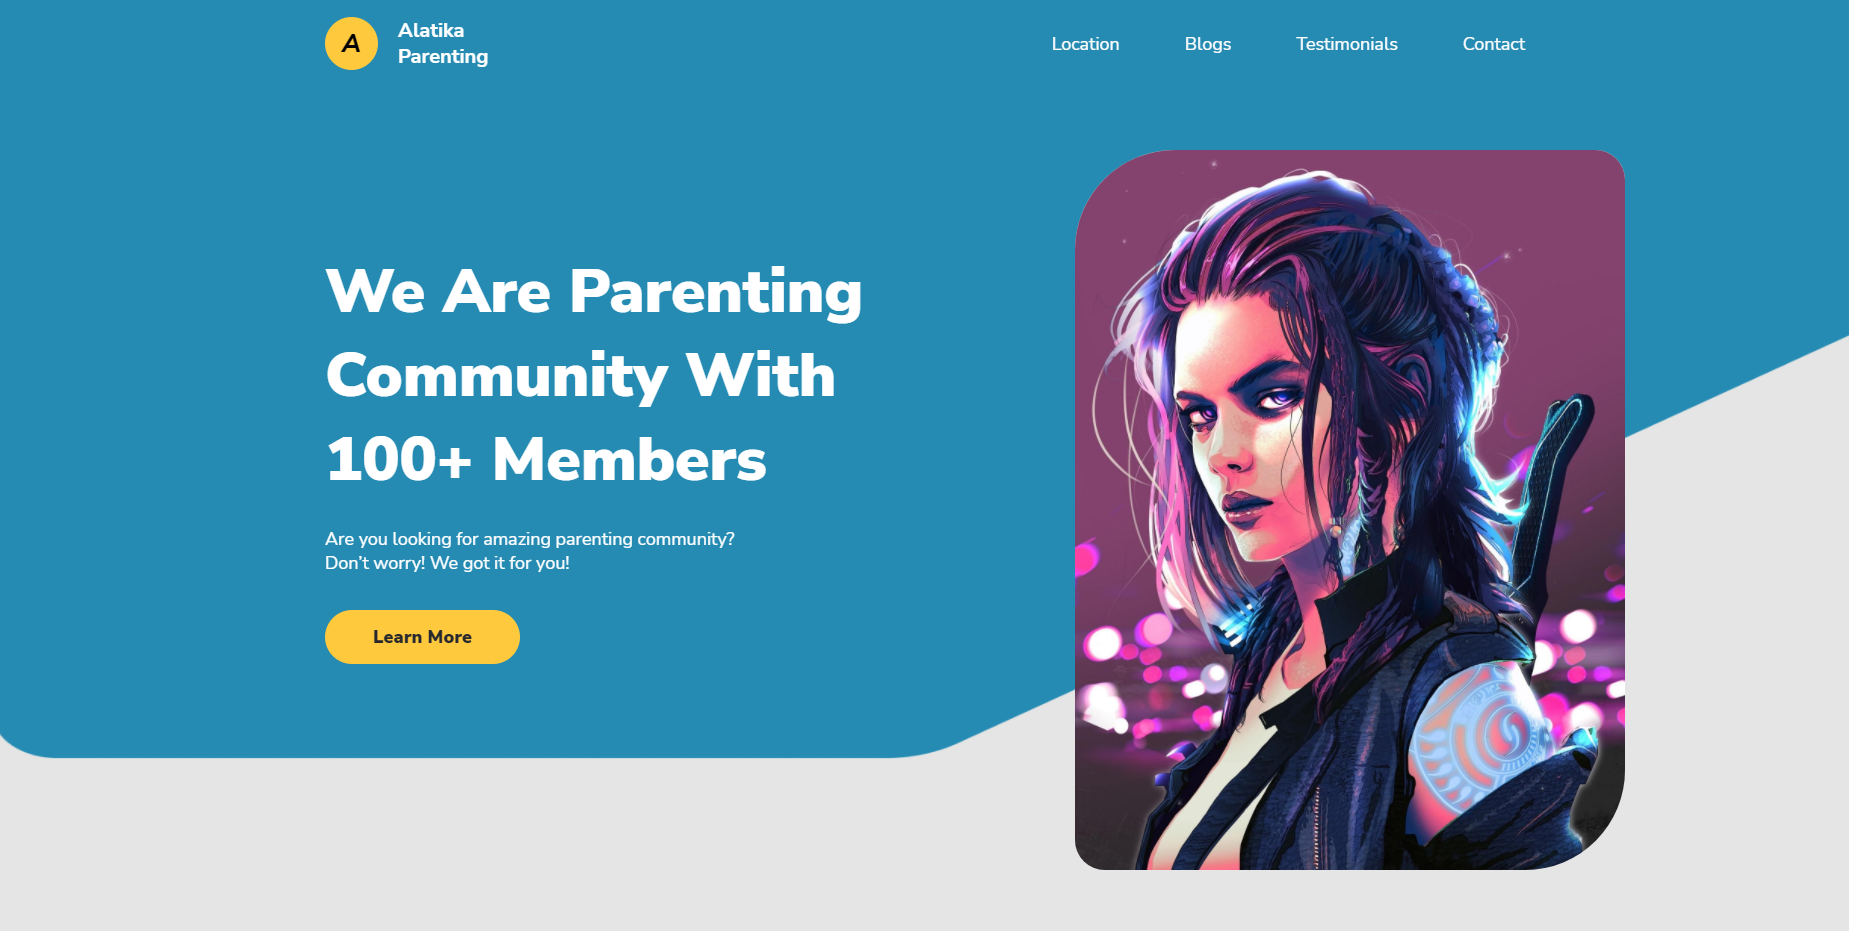 A
Alatika
Parenting
Location
Blogs
Testimonials
Contact
We Are Parenting
Community With
100+ Members
Are you looking for amazing parenting community?
Don't worry! We got it for you!
Learn More